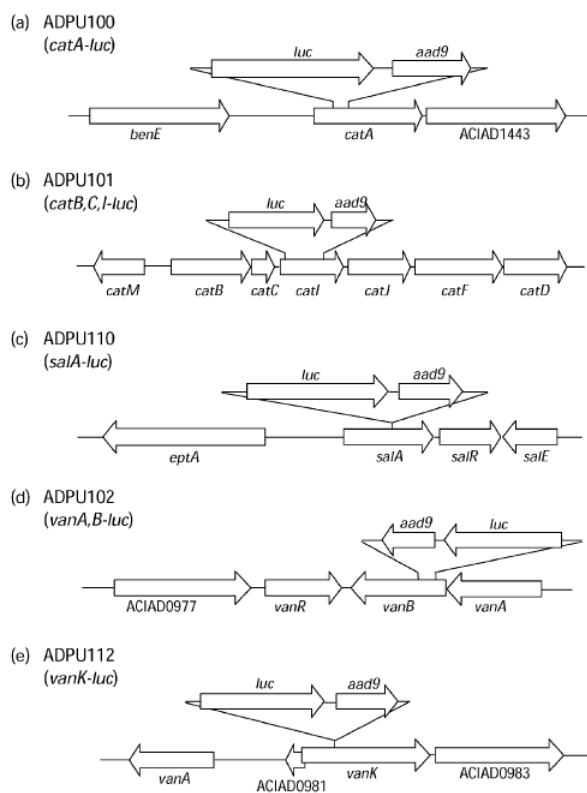 (a) ADPU100
(catA-luc)
luc aad9
benE catA ACIAD1443
(b) ADPU101
(catB,C,I-luc)
luc aad9
catM catB catC catI catJ catF catD
(c) ADPU110
(salA-luc)
luc aad9
eptA salA salR salE
(d) ADPU102
(vanA,B-luc)
aad9 luc
ACIAD0977 vanR vanB vanA
(e) ADPU112
(vanK-luc)
luc aad9
vanA ACIAD0981 vanK ACIAD0983